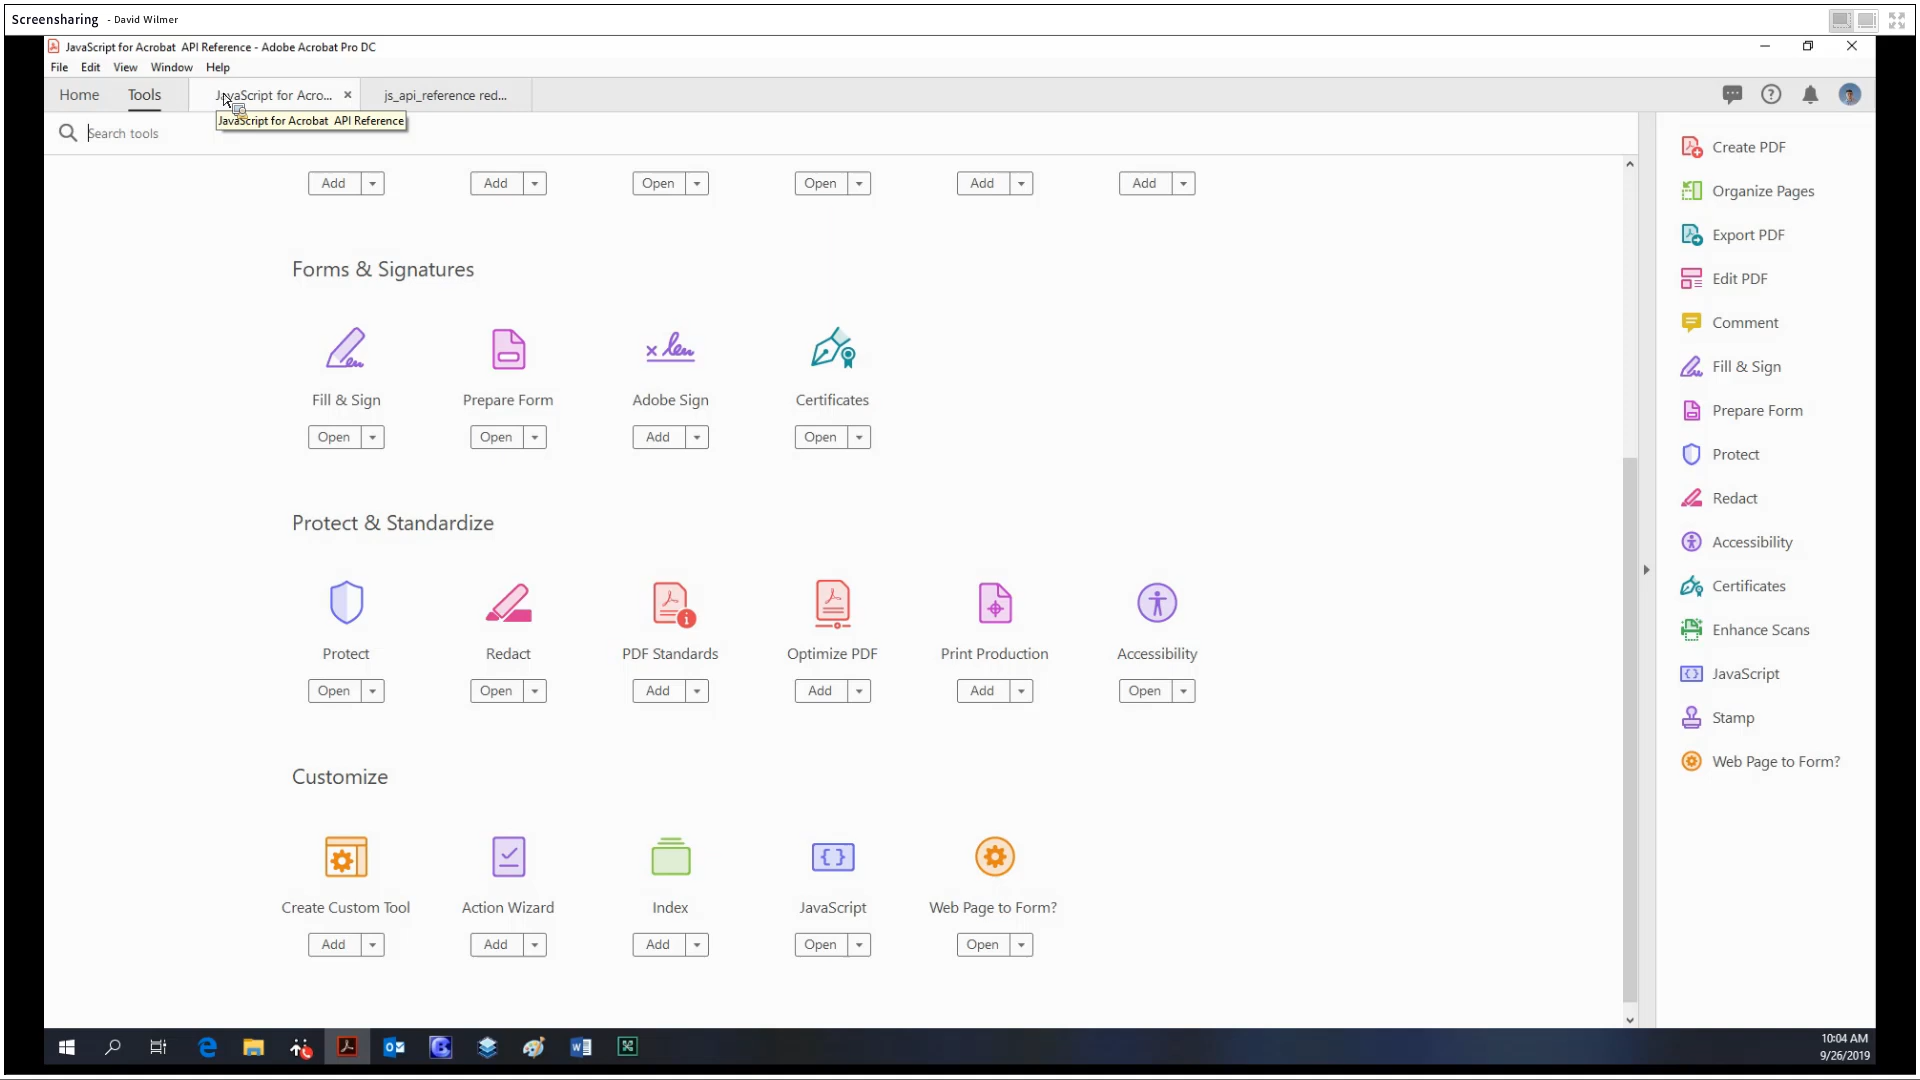 Screensharing - David Wilmer
JavaScript for Acrobat  API Reference - Adobe Acrobat Pro DC
File Edit View Window Help
Home Tools JavaScript for Acro... × js_api_reference red...
JavaScript for Acrobat  API Reference
Search tools
Add Add Open Open Add Add
Forms & Signatures
Fill & Sign Prepare Form Adobe Sign Certificates
Open Open Add Open
Protect & Standardize
Protect Redact PDF Standards Optimize PDF Print Production Accessibility
Open Open Add Add Add Open
Customize
Create Custom Tool Action Wizard Index JavaScript Web Page to Form?
Add Add Add Open Open
Create PDF
Organize Pages
Export PDF
Edit PDF
Comment
Fill & Sign
Prepare Form
Protect
Redact
Accessibility
Certificates
Enhance Scans
JavaScript
Stamp
Web Page to Form?
10:04 AM
9/26/2019